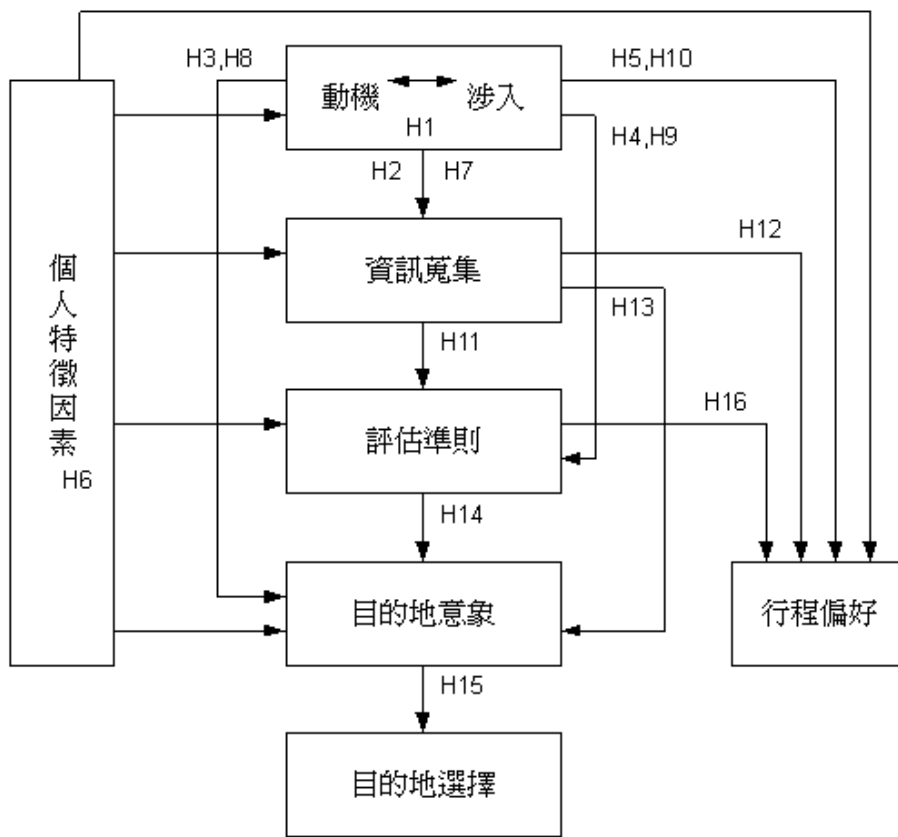 H3,H8
H5,H10
動機
涉入
H1
H4,H9
H2
H7
個人特徵因素
H6
資訊蒐集
H12
H13
H11
評估準則
H16
H14
目的地意象
行程偏好
H15
目的地選擇